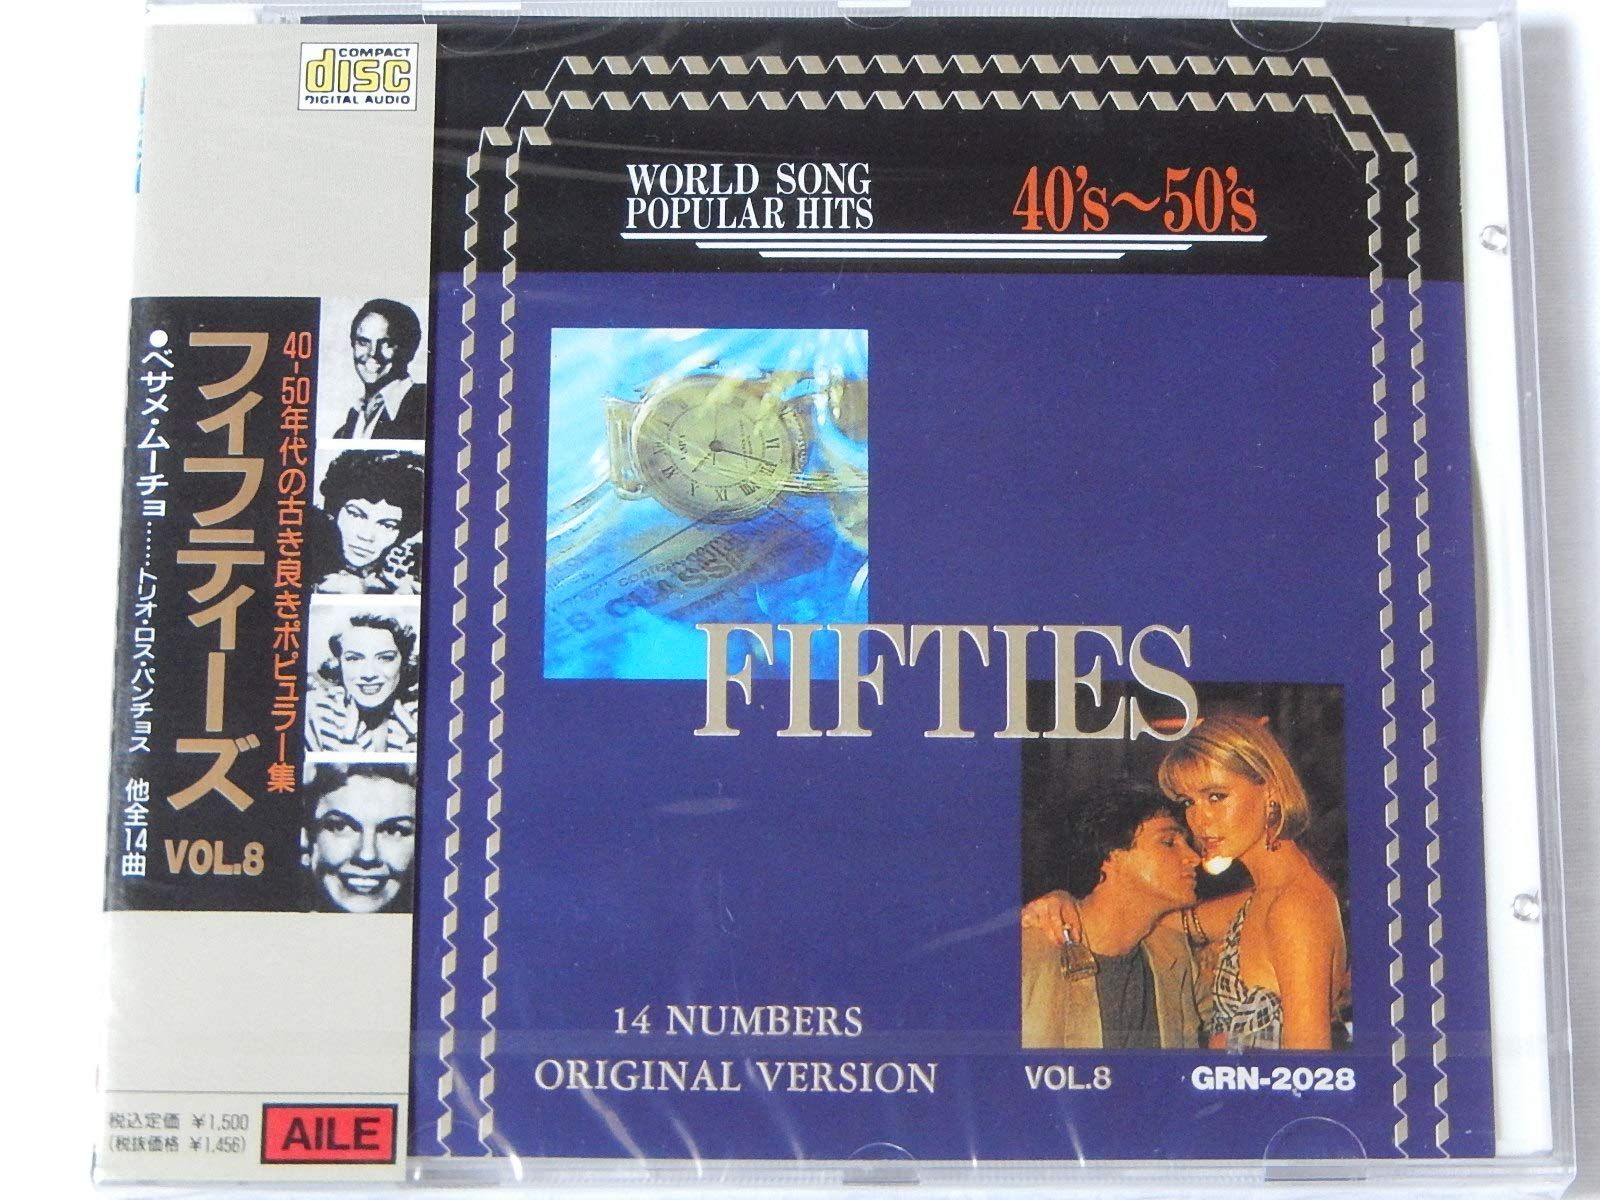 COMPACT
disc
DIGITAL AUDIO
40-50年代の古き良きポピュラー集
フィフティーズ
VOL.8
●ベサメ・ムーチョ……トリオ・ロス・パンチョス 他全14曲
税込定価 ¥1,500
(税抜価格 ¥1,456)
AILE
WORLD SONG
POPULAR HITS
40's~50's
FIFTIES
14 NUMBERS
ORIGINAL VERSION
VOL.8
GRN-2028